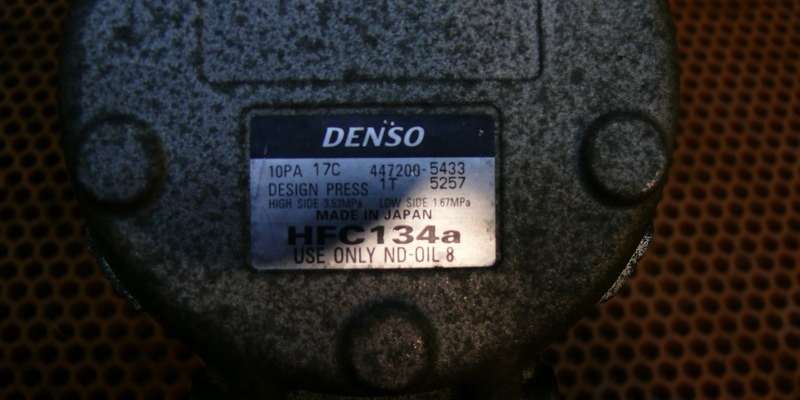 DENSO
10PA 17C 447200-5433
DESIGN PRESS 1T 5257
HIGH SIDE 3.53MPa LOW SIDE 1.67MPa
MADE IN JAPAN
HFC134a
USE ONLY ND-OIL 8